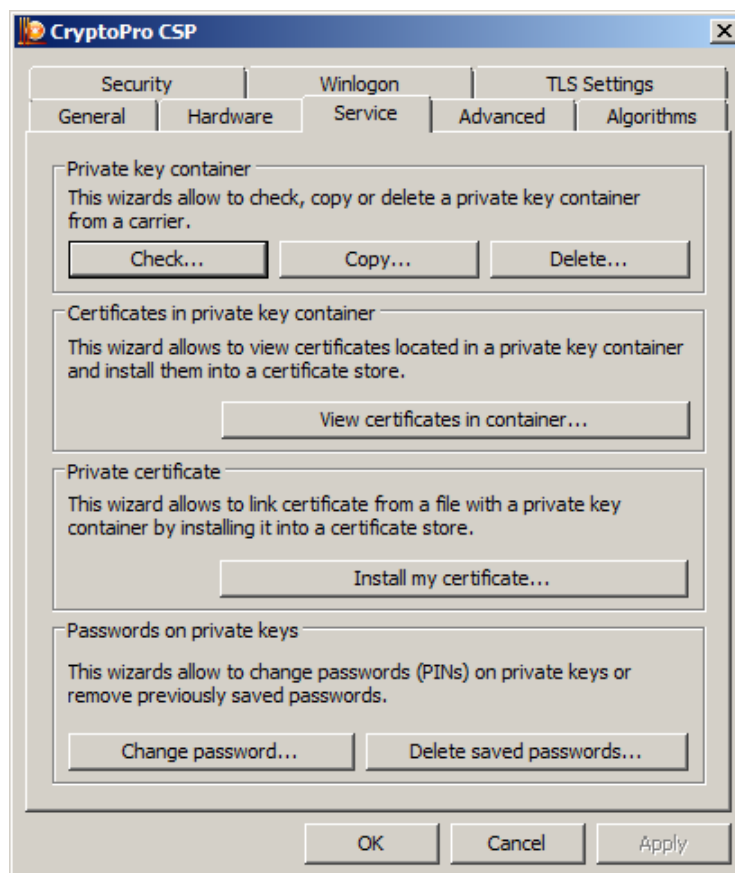 CryptoPro CSP
Security Winlogon TLS Settings
General Hardware Service Advanced Algorithms
Private key container
This wizards allow to check, copy or delete a private key container
from a carrier.
Check... Copy... Delete...
Certificates in private key container
This wizard allows to view certificates located in a private key container
and install them into a certificate store.
View certificates in container...
Private certificate
This wizard allows to link certificate from a file with a private key
container by installing it into a certificate store.
Install my certificate...
Passwords on private keys
This wizards allow to change passwords (PINs) on private keys or
remove previously saved passwords.
Change password... Delete saved passwords...
OK Cancel Apply